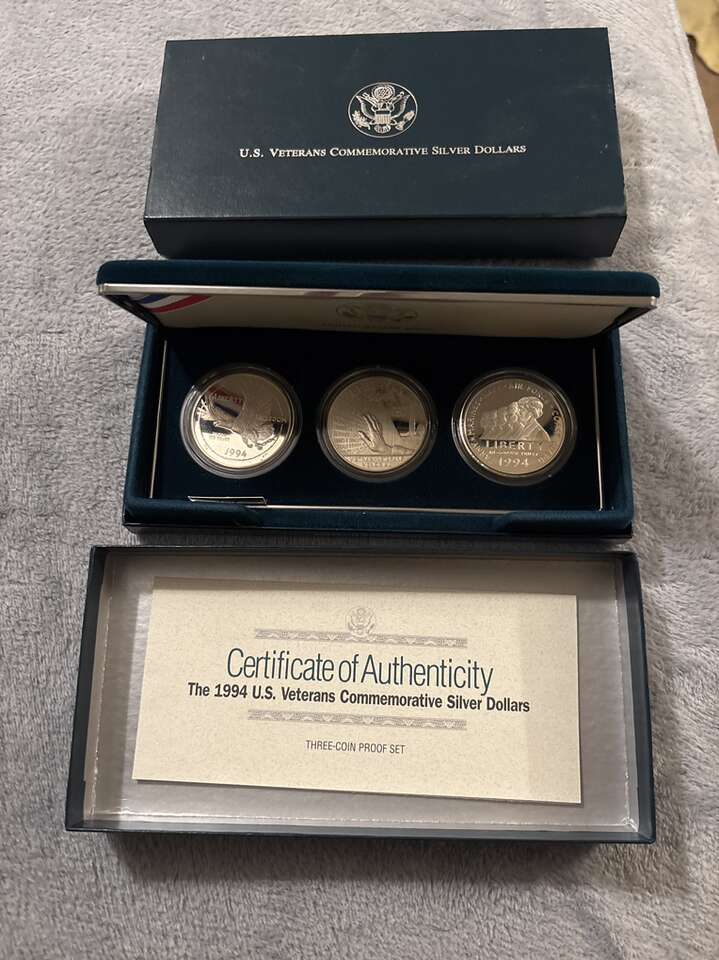 U.S. Veterans Commemorative Silver Dollars
1994
LIBERTY
1994
Certificate of Authenticity
The 1994 U.S. Veterans Commemorative Silver Dollars
THREE-COIN PROOF SET